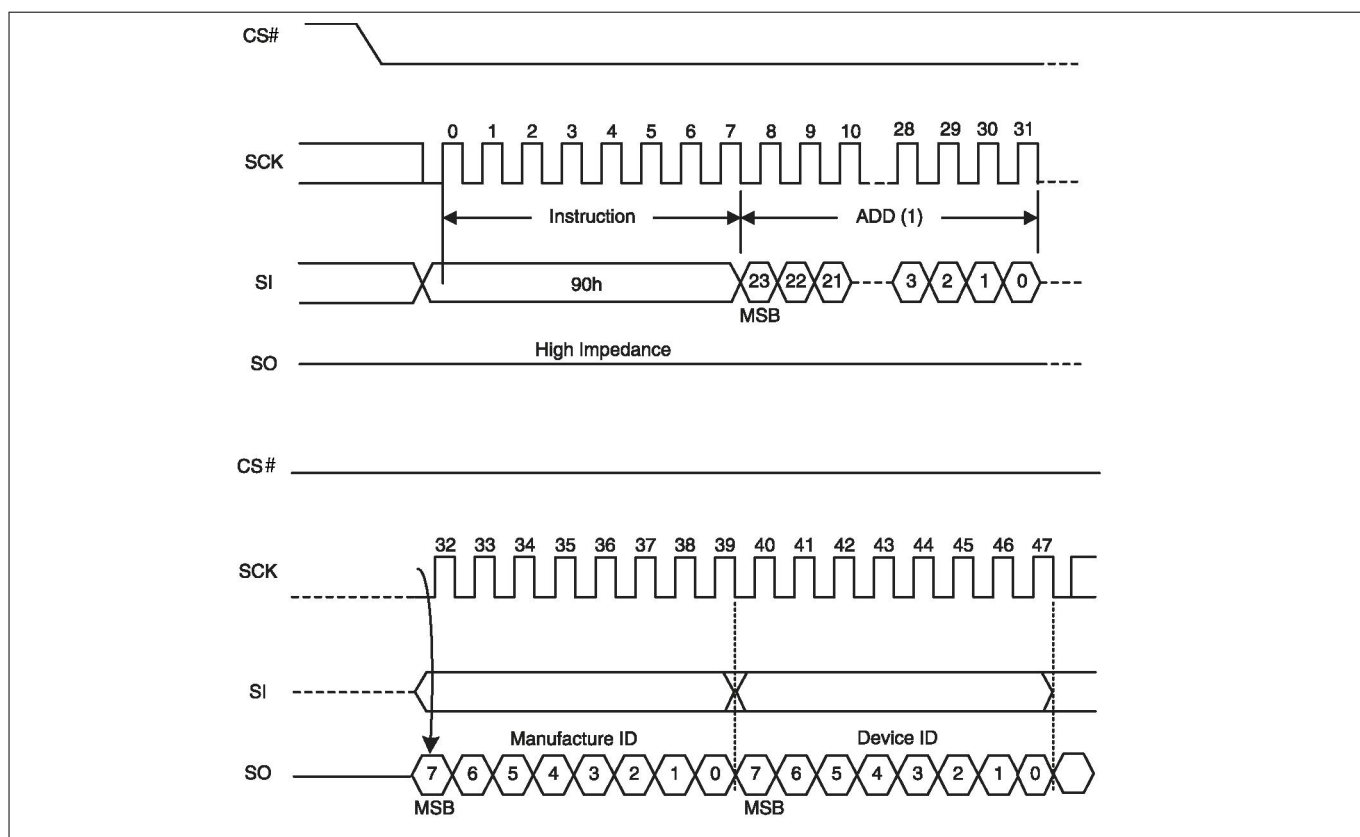 CS#
0 1 2 3 4 5 6 7 8 9 10 28 29 30 31
SCK
Instruction ADD (1)
SI 90h 23 22 21 3 2 1 0
MSB
High Impedance
SO
CS#
32 33 34 35 36 37 38 39 40 41 42 43 44 45 46 47
SCK
SI
Manufacture ID Device ID
SO 7 6 5 4 3 2 1 0 7 6 5 4 3 2 1 0
MSB MSB